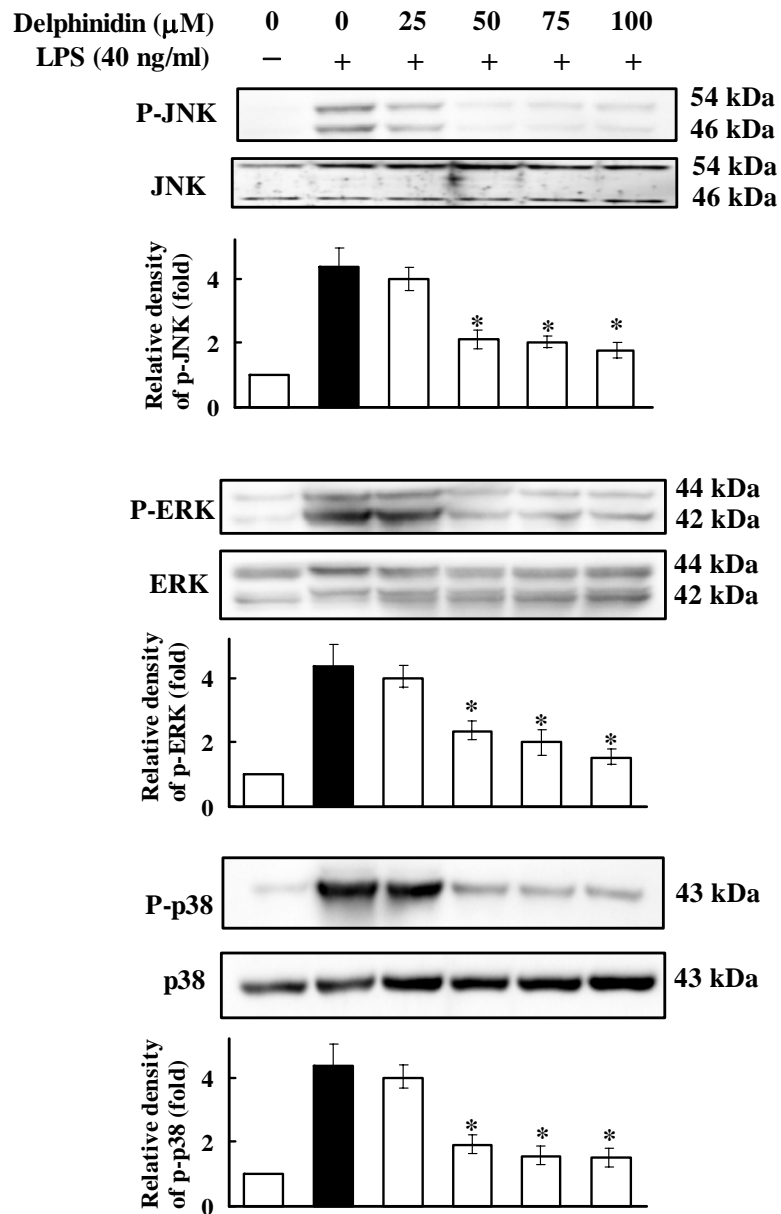 Delphinidin (μM) 0 0 25 50 75 100
LPS (40 ng/ml) – + + + + +
P-JNK 54 kDa
46 kDa
JNK 54 kDa
46 kDa
Relative density
of p-JNK (fold)
4
2
0
* * *
P-ERK 44 kDa
42 kDa
ERK 44 kDa
42 kDa
Relative density
of p-ERK (fold)
4
2
0
* * *
P-p38 43 kDa
p38 43 kDa
Relative density
of p-p38 (fold)
4
2
0
* * *